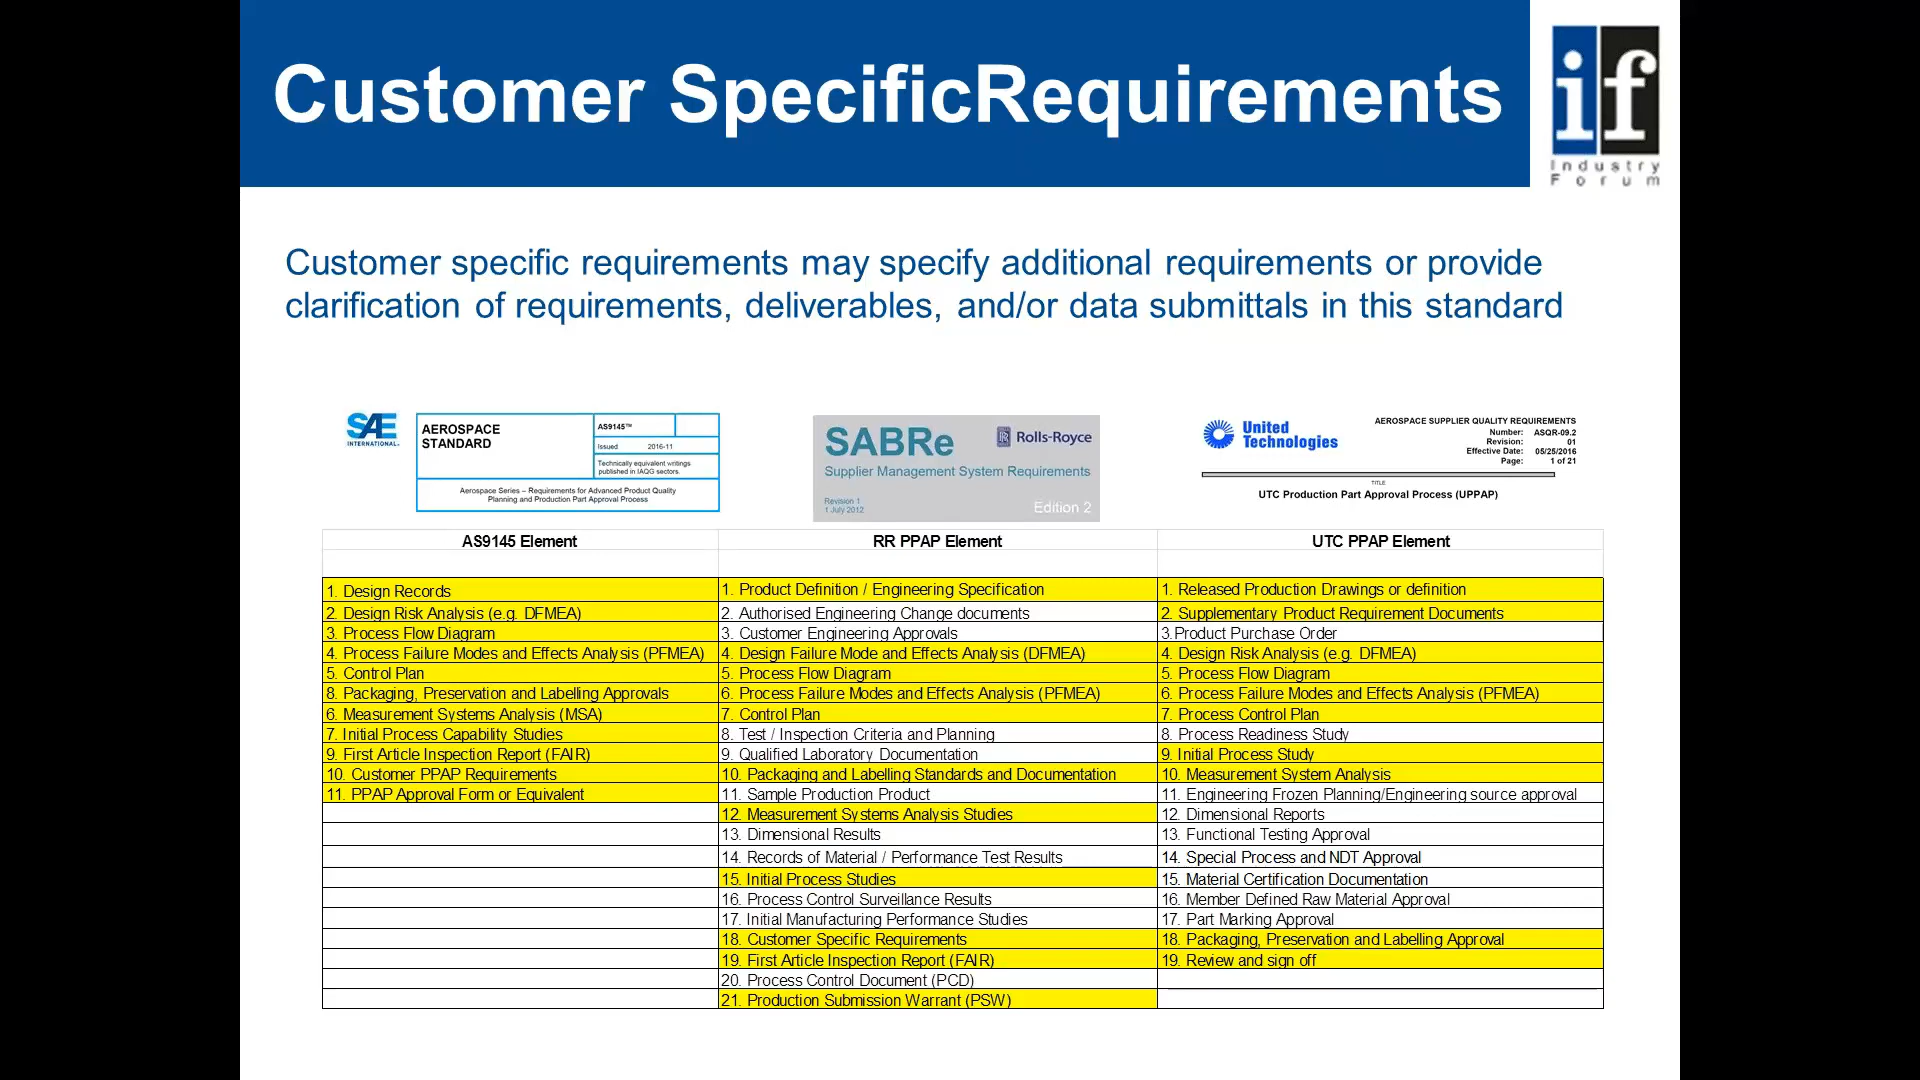 Customer SpecificRequirements
if
Industry
Forum
Customer specific requirements may specify additional requirements or provide
clarification of requirements, deliverables, and/or data submittals in this standard
SAE
INTERNATIONAL
AEROSPACE
STANDARD
AS9145™
Issued 2016-11
Technically equivalent writings
published in IAQG sectors.
Aerospace Series – Requirements for Advanced Product Quality
Planning and Production Part Approval Process
SABRe
Rolls-Royce
Supplier Management System Requirements
Revision 1
1 July 2012
Edition 2
United
Technologies
AEROSPACE SUPPLIER QUALITY REQUIREMENTS
Number: ASQR-09.2
Revision: 01
Effective Date: 05/25/2016
Page: 1 of 21
TITLE
UTC Production Part Approval Process (UPPAP)
AS9145 Element
1. Design Records
2. Design Risk Analysis (e.g. DFMEA)
3. Process Flow Diagram
4. Process Failure Modes and Effects Analysis (PFMEA)
5. Control Plan
8. Packaging, Preservation and Labelling Approvals
6. Measurement Systems Analysis (MSA)
7. Initial Process Capability Studies
9. First Article Inspection Report (FAIR)
10. Customer PPAP Requirements
11. PPAP Approval Form or Equivalent
RR PPAP Element
1. Product Definition / Engineering Specification
2. Authorised Engineering Change documents
3. Customer Engineering Approvals
4. Design Failure Mode and Effects Analysis (DFMEA)
5. Process Flow Diagram
6. Process Failure Modes and Effects Analysis (PFMEA)
7. Control Plan
8. Test / Inspection Criteria and Planning
9. Qualified Laboratory Documentation
10. Packaging and Labelling Standards and Documentation
11. Sample Production Product
12. Measurement Systems Analysis Studies
13. Dimensional Results
14. Records of Material / Performance Test Results
15. Initial Process Studies
16. Process Control Surveillance Results
17. Initial Manufacturing Performance Studies
18. Customer Specific Requirements
19. First Article Inspection Report (FAIR)
20. Process Control Document (PCD)
21. Production Submission Warrant (PSW)
UTC PPAP Element
1. Released Production Drawings or definition
2. Supplementary Product Requirement Documents
3.Product Purchase Order
4. Design Risk Analysis (e.g. DFMEA)
5. Process Flow Diagram
6. Process Failure Modes and Effects Analysis (PFMEA)
7. Process Control Plan
8. Process Readiness Study
9. Initial Process Study
10. Measurement System Analysis
11. Engineering Frozen Planning/Engineering source approval
12. Dimensional Reports
13. Functional Testing Approval
14. Special Process and NDT Approval
15. Material Certification Documentation
16. Member Defined Raw Material Approval
17. Part Marking Approval
18. Packaging, Preservation and Labelling Approval
19. Review and sign off